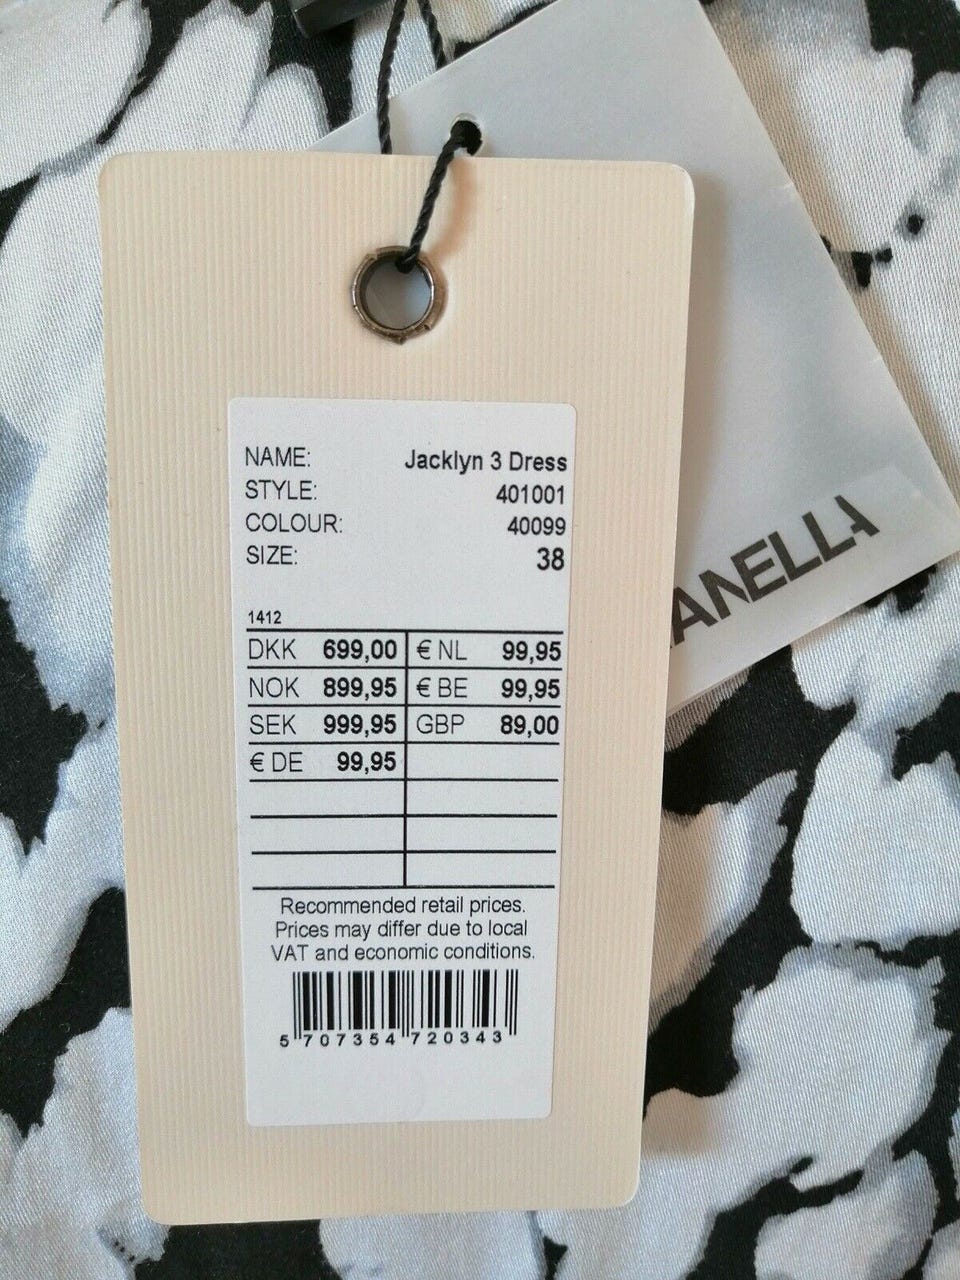 NAME: Jacklyn 3 Dress
STYLE: 401001
COLOUR: 40099
SIZE: 38
1412
DKK 699,00 € NL 99,95
NOK 899,95 € BE 99,95
SEK 999,95 GBP 89,00
€ DE 99,95
Recommended retail prices.
Prices may differ due to local
VAT and economic conditions.
5 707354 720343
ANELLA